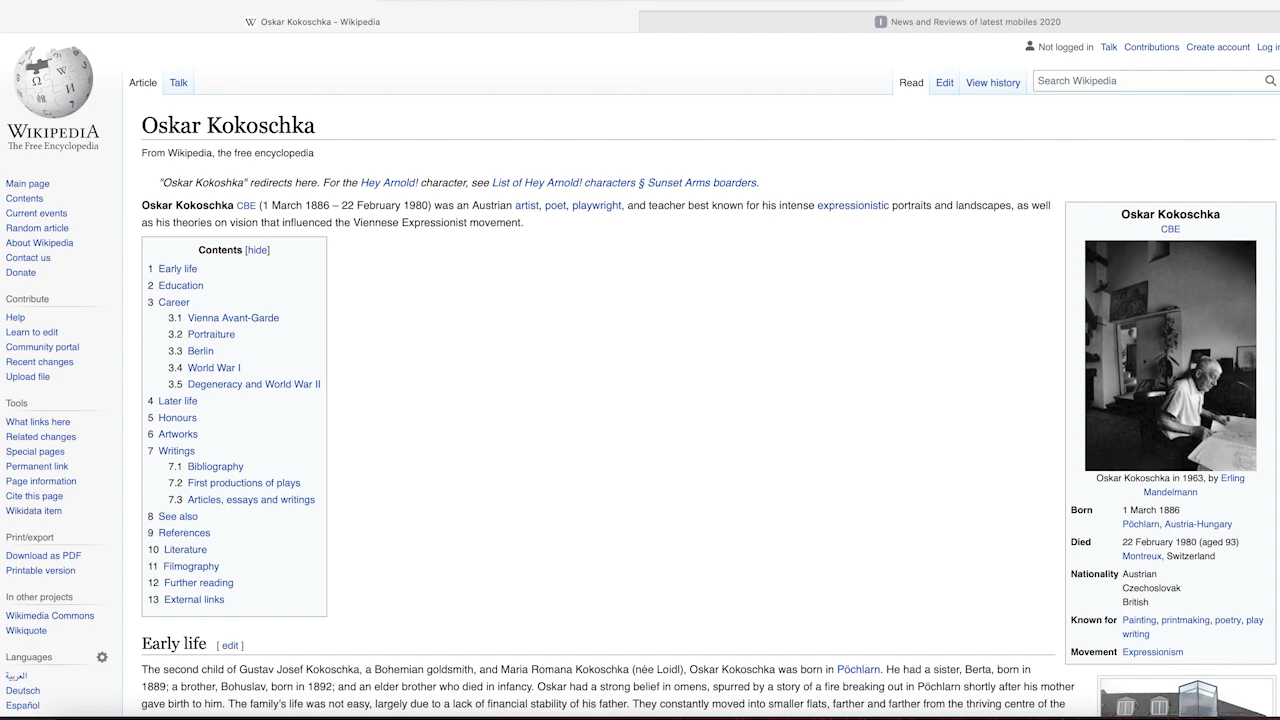 Oskar Kokoschka - Wikipedia
News and Reviews of latest mobiles 2020
Not logged in Talk Contributions Create account Log in
WIKIPEDIA
The Free Encyclopedia
Article Talk
Read Edit View history
Search Wikipedia
Main page
Contents
Current events
Random article
About Wikipedia
Contact us
Donate
Contribute
Help
Learn to edit
Community portal
Recent changes
Upload file
Tools
What links here
Related changes
Special pages
Permanent link
Page information
Cite this page
Wikidata item
Print/export
Download as PDF
Printable version
In other projects
Wikimedia Commons
Wikiquote
Languages
العربية
Deutsch
Español
Oskar Kokoschka
From Wikipedia, the free encyclopedia
"Oskar Kokoshka" redirects here. For the Hey Arnold! character, see List of Hey Arnold! characters § Sunset Arms boarders.
Oskar Kokoschka CBE (1 March 1886 – 22 February 1980) was an Austrian artist, poet, playwright, and teacher best known for his intense expressionistic portraits and landscapes, as well
as his theories on vision that influenced the Viennese Expressionist movement.
Contents [hide]
1 Early life
2 Education
3 Career
3.1 Vienna Avant-Garde
3.2 Portraiture
3.3 Berlin
3.4 World War I
3.5 Degeneracy and World War II
4 Later life
5 Honours
6 Artworks
7 Writings
7.1 Bibliography
7.2 First productions of plays
7.3 Articles, essays and writings
8 See also
9 References
10 Literature
11 Filmography
12 Further reading
13 External links
Oskar Kokoschka
CBE
Oskar Kokoschka in 1963, by Erling
Mandelmann
Born 1 March 1886
Pöchlarn, Austria-Hungary
Died 22 February 1980 (aged 93)
Montreux, Switzerland
Nationality Austrian
Czechoslovak
British
Known for Painting, printmaking, poetry, play
writing
Movement Expressionism
Early life [ edit ]
The second child of Gustav Josef Kokoschka, a Bohemian goldsmith, and Maria Romana Kokoschka (née Loidl), Oskar Kokoschka was born in Pöchlarn. He had a sister, Berta, born in
1889; a brother, Bohuslav, born in 1892; and an elder brother who died in infancy. Oskar had a strong belief in omens, spurred by a story of a fire breaking out in Pöchlarn shortly after his mother
gave birth to him. The family's life was not easy, largely due to a lack of financial stability of his father. They constantly moved into smaller flats, farther and farther from the thriving centre of the